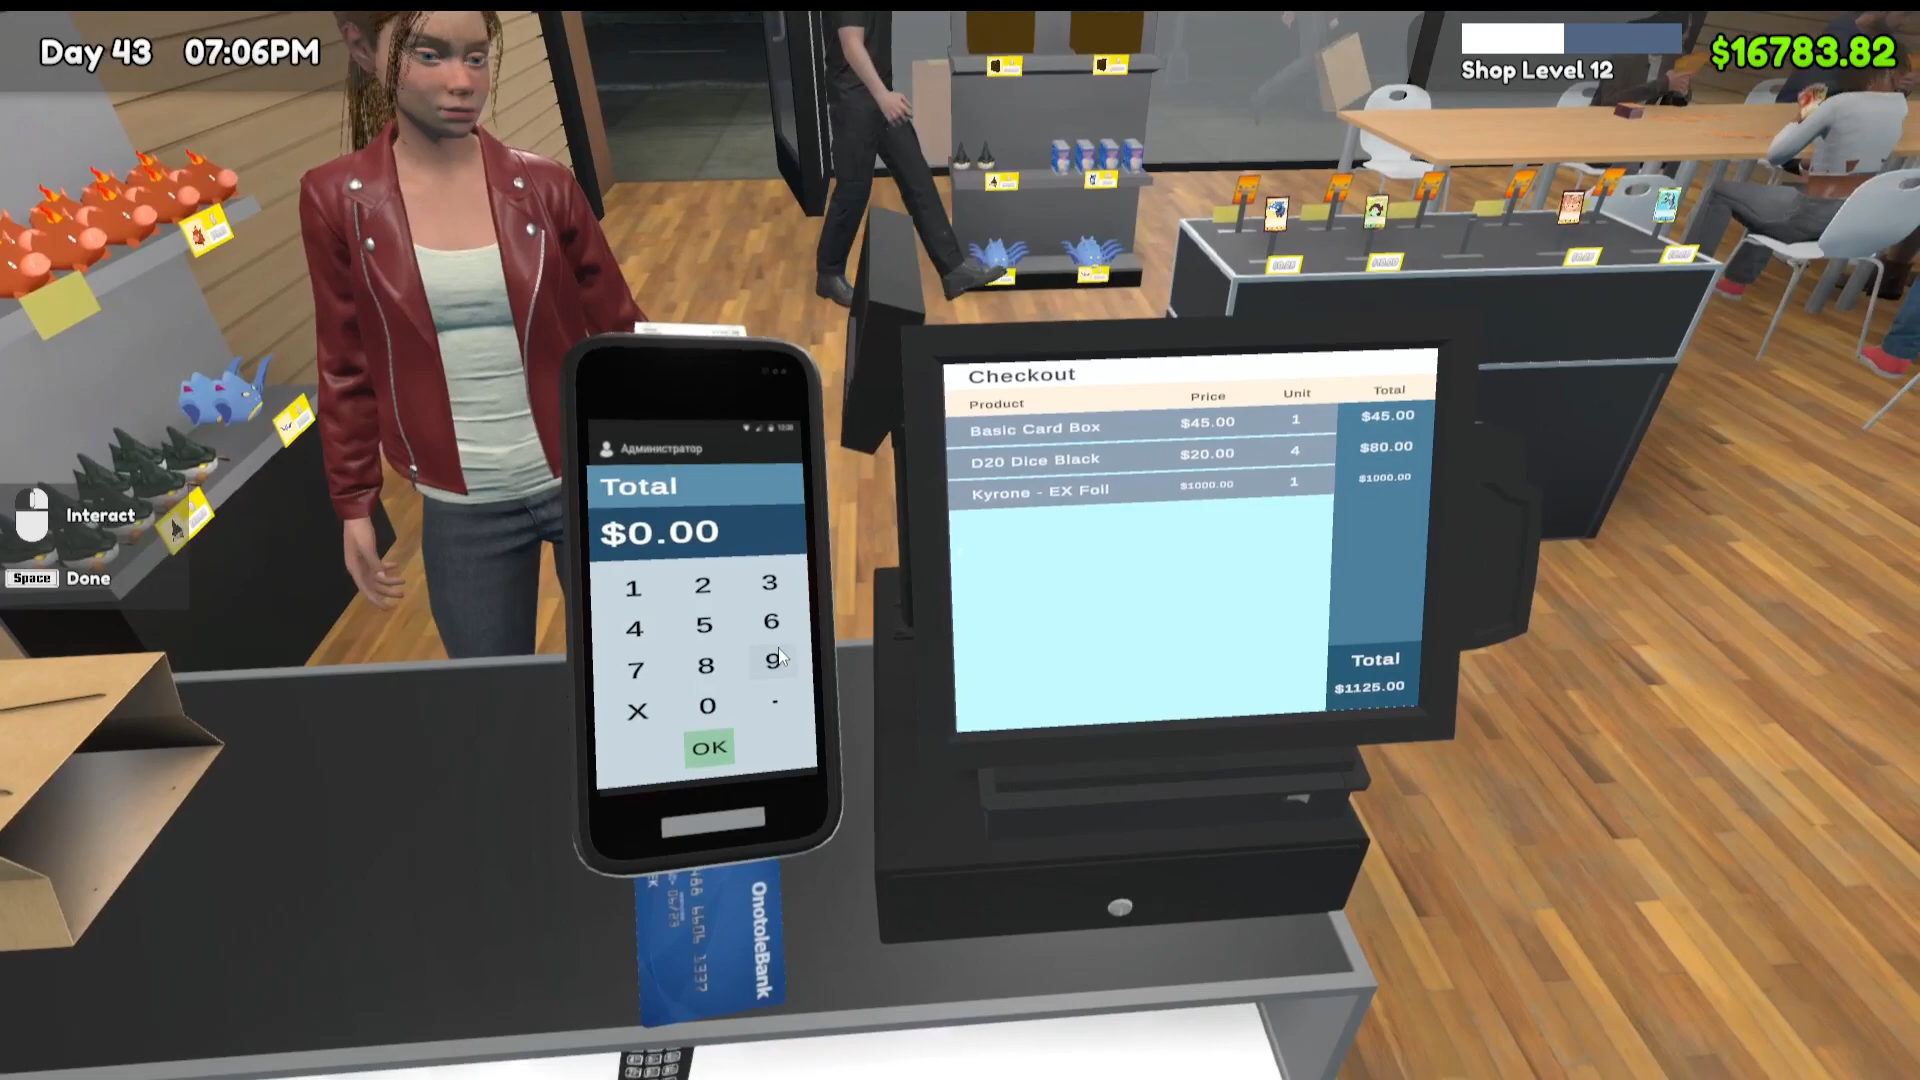 Day 43 07:06PM
Shop Level 12
$16783.82
Interact
Space Done
Администратор
Total
$0.00
1 2 3
4 5 6
7 8 9
X 0 .
OK
Checkout
Product Price Unit Total
Basic Card Box $45.00 1 $45.00
D20 Dice Black $20.00 4 $80.00
Kyrone - EX Foil $1000.00 1 $1000.00
Total
$1125.00
OnotoleBank